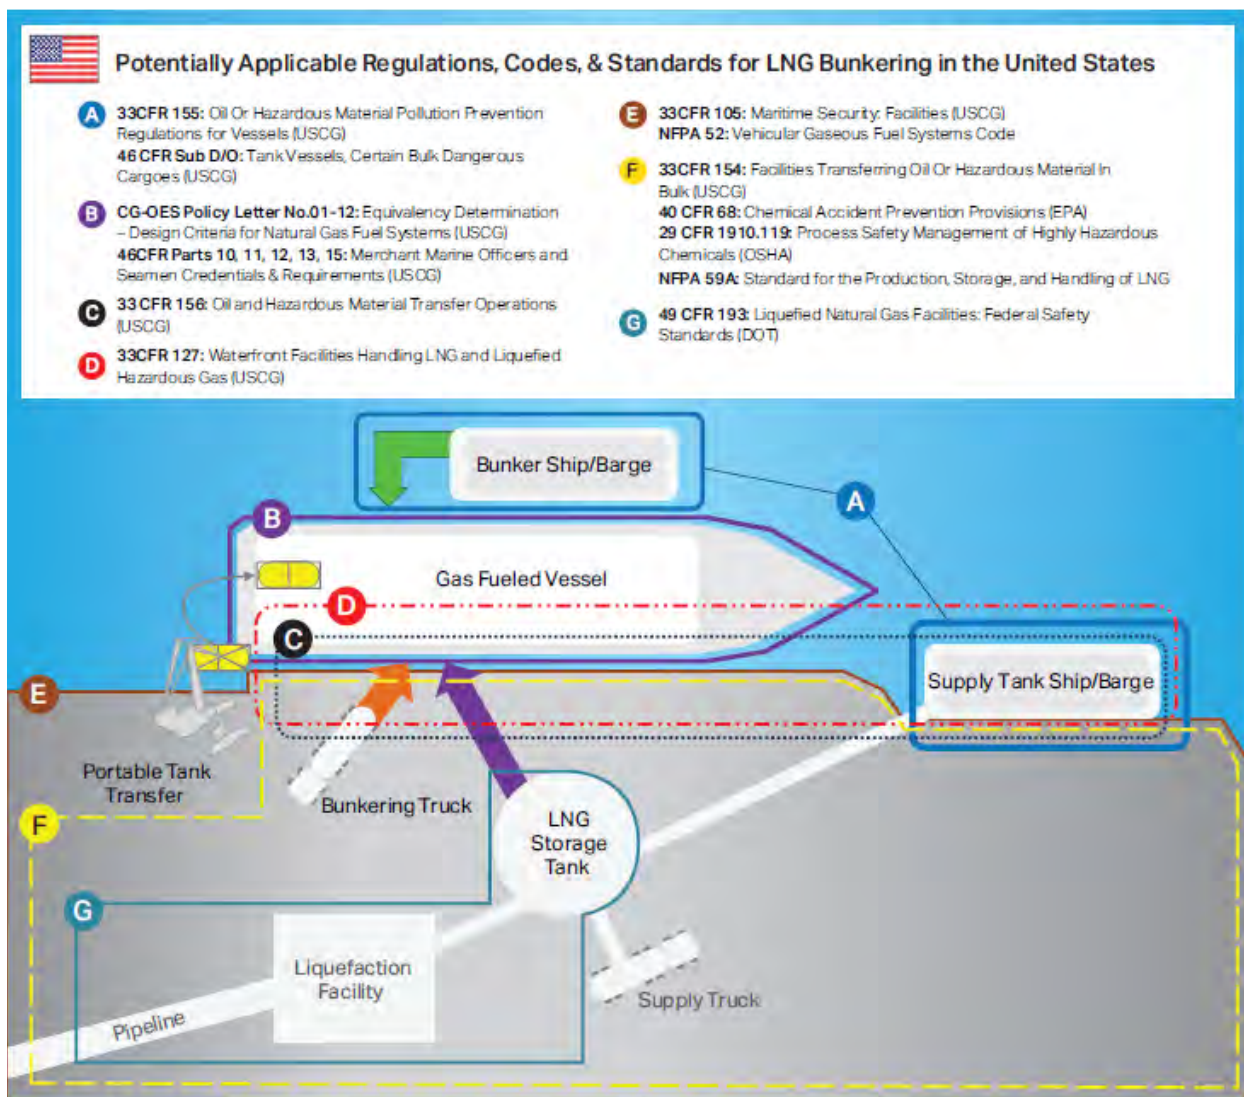 Potentially Applicable Regulations, Codes, & Standards for LNG Bunkering in the United States
A
33CFR 155: Oil Or Hazardous Material Pollution Prevention
Regulations for Vessels (USCG)
46 CFR Sub D/O: Tank Vessels, Certain Bulk Dangerous
Cargoes (USCG)
B
CG-OES Policy Letter No.01-12: Equivalency Determination
– Design Criteria for Natural Gas Fuel Systems (USCG)
46CFR Parts 10, 11, 12, 13, 15: Merchant Marine Officers and
Seamen Credentials & Requirements (USCG)
C
33 CFR 156: Oil and Hazardous Material Transfer Operations
(USCG)
D
33CFR 127: Waterfront Facilities Handling LNG and Liquefied
Hazardous Gas (USCG)
E
33CFR 105: Maritime Security: Facilities (USCG)
NFPA 52: Vehicular Gaseous Fuel Systems Code
F
33CFR 154: Facilities Transferring Oil Or Hazardous Material In
Bulk (USCG)
40 CFR 68: Chemical Accident Prevention Provisions (EPA)
29 CFR 1910.119: Process Safety Management of Highly Hazardous
Chemicals (OSHA)
NFPA 59A: Standard for the Production, Storage, and Handling of LNG
G
49 CFR 193: Liquefied Natural Gas Facilities: Federal Safety
Standards (DOT)
Bunker Ship/Barge
A
B
Gas Fueled Vessel
D
C
Supply Tank Ship/Barge
E
Portable Tank
Transfer
Bunkering Truck
F
LNG
Storage
Tank
G
Liquefaction
Facility
Supply Truck
Pipeline